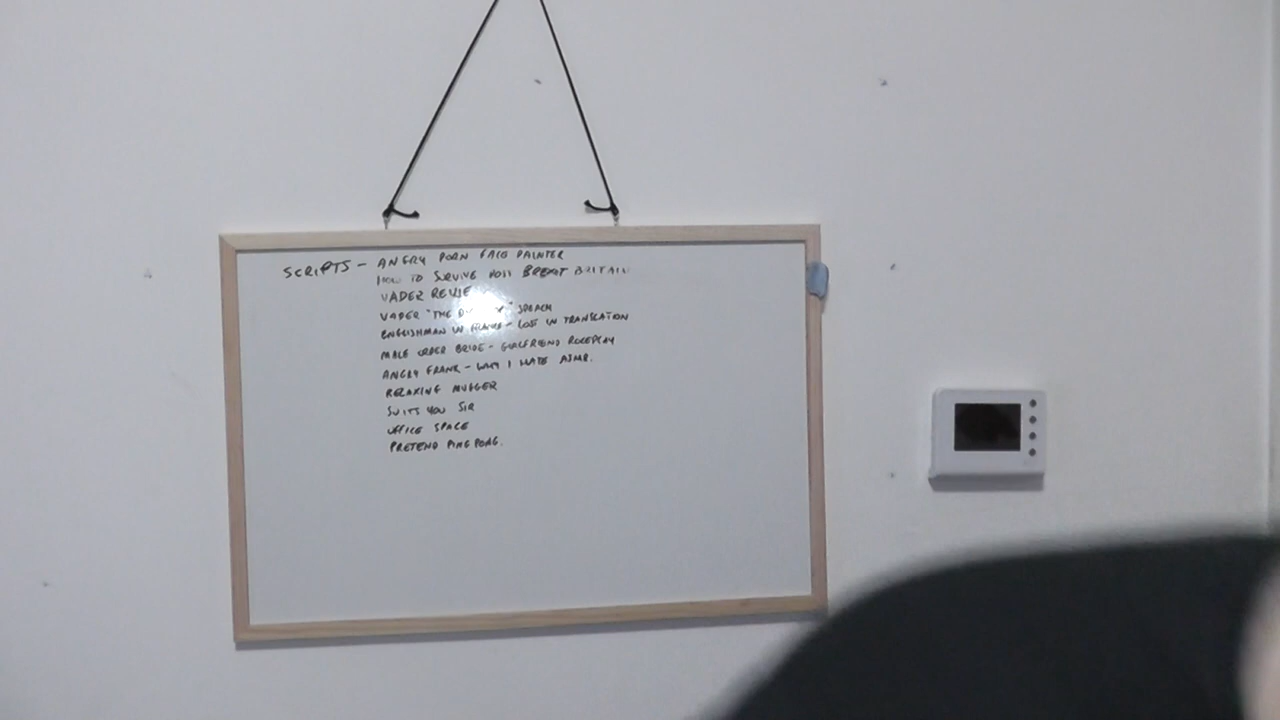 SCRIPTS - ANGRY PORN FACE PAINTER
HOW TO SURVIVE POST BREXIT BRITAIN
VADER
VADER "THE SPEACH
ENGLISHMAN IN FRANCE - LOST IN TRANSLATION
MALE ORDER BRIDE - GIRLFRIEND ROLEPLAY
ANGRY FRANK - WHY I HATE ASMR.
RELAXING MUGGER
SUITS YOU SIR
OFFICE SPACE
PRETEND PING PONG.